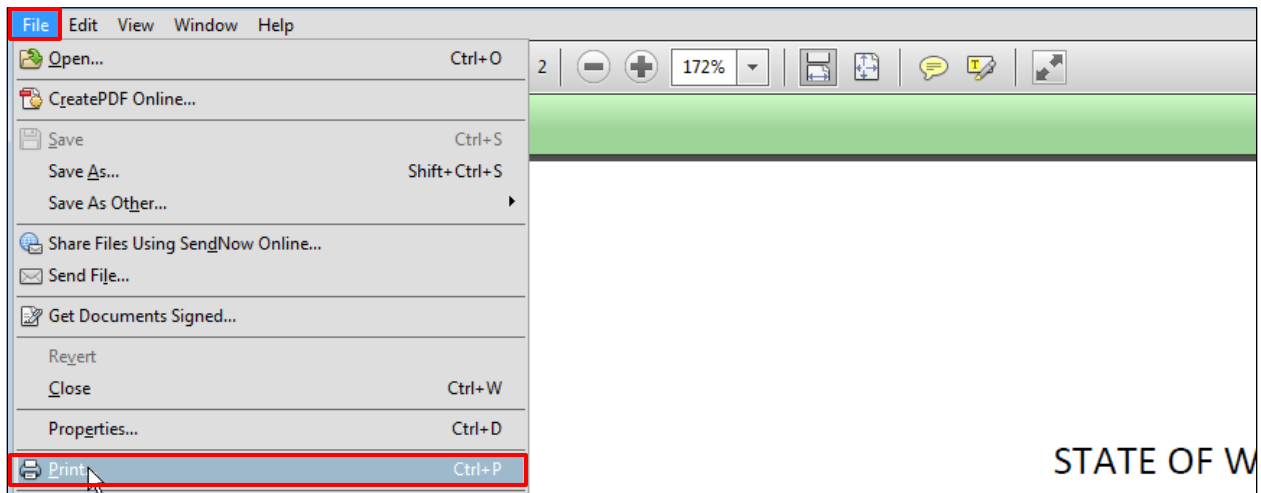 File Edit View Window Help
Open... Ctrl+O
2 172%
CreatePDF Online...
Save Ctrl+S
Save As... Shift+Ctrl+S
Save As Other...
Share Files Using SendNow Online...
Send File...
Get Documents Signed...
Revert
Close Ctrl+W
Properties... Ctrl+D
Print... Ctrl+P
STATE OF W